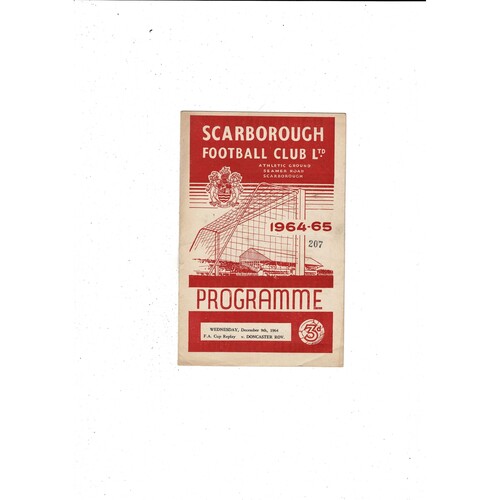 SCARBOROUGH
FOOTBALL CLUB LTD
ATHLETIC GROUND
SEAMER ROAD
SCARBOROUGH
1964-65
207
PROGRAMME
WEDNESDAY, December 9th, 1964
F.A. Cup Replay v. DONCASTER ROV.
3d